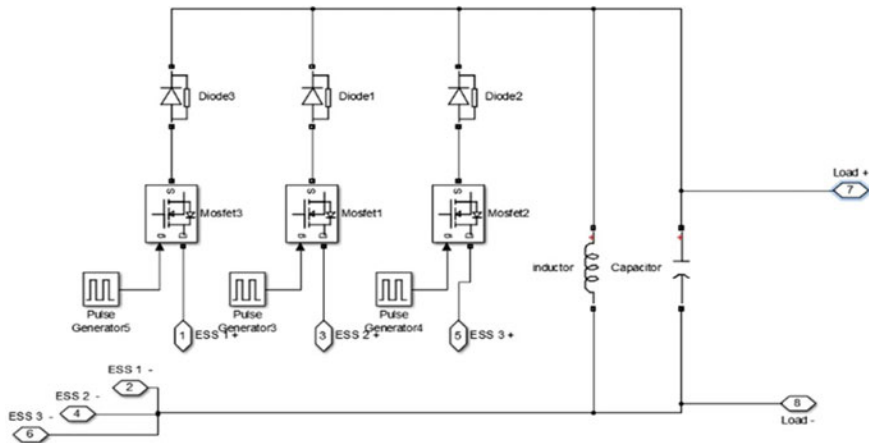 Diode3
Diode1
Diode2
S
S
S
Mosfet3
Mosfet1
Mosfet2
g
D
g
D
g
D
Load +
7
inductor
Capacitor
Pulse
Generator5
Pulse
Generator3
Pulse
Generator4
1
ESS 1 +
3
ESS 2 +
5
ESS 3 +
ESS 1 -
2
ESS 2 -
4
ESS 3 -
6
8
Load -